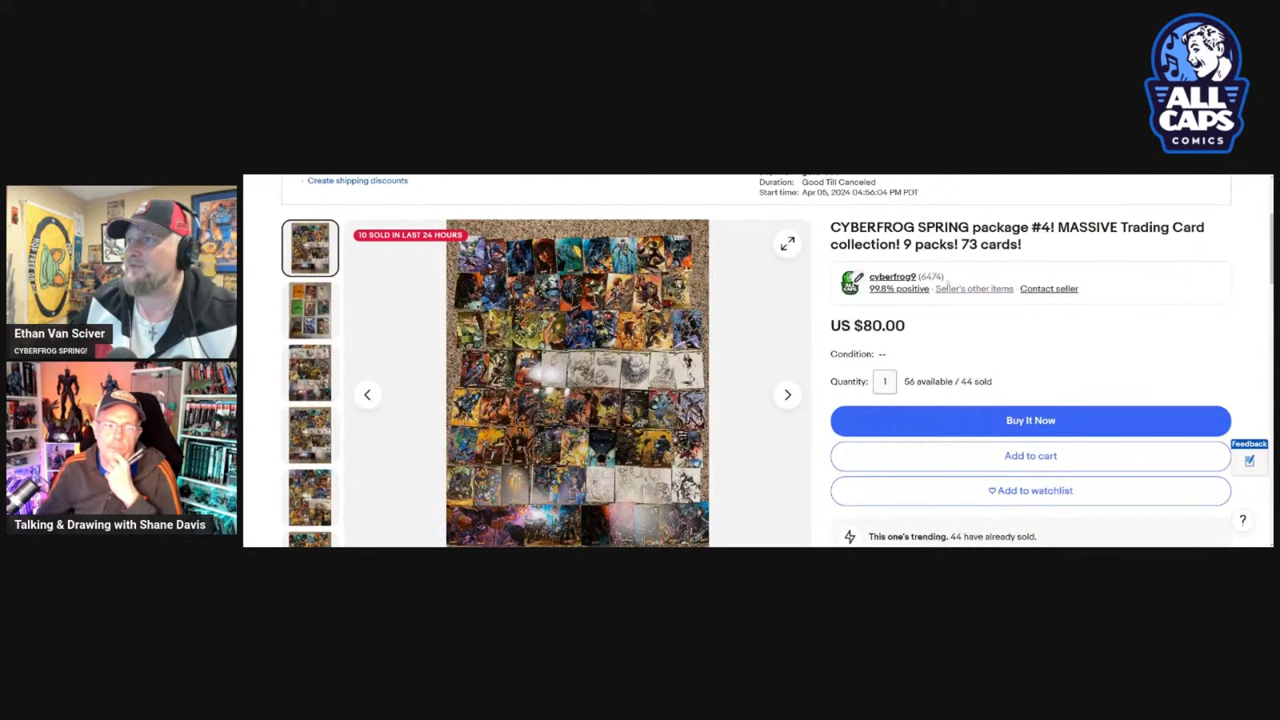 ALL
CAPS
COMICS
Create shipping discounts
Duration: Good Till Canceled
Start time: Apr 05, 2024 04:56:04 PM PDT
10 SOLD IN LAST 24 HOURS
CYBERFROG SPRING package #4! MASSIVE Trading Card
collection! 9 packs! 73 cards!
cyberfrog9 (6474)
99.8% positive · Seller's other items · Contact seller
US $80.00
Condition: --
Quantity: 1 56 available / 44 sold
Buy It Now
Add to cart
Add to watchlist
Feedback
?
This one's trending. 44 have already sold.
Ethan Van Sciver
CYBERFROG SPRING!
Talking & Drawing with Shane Davis